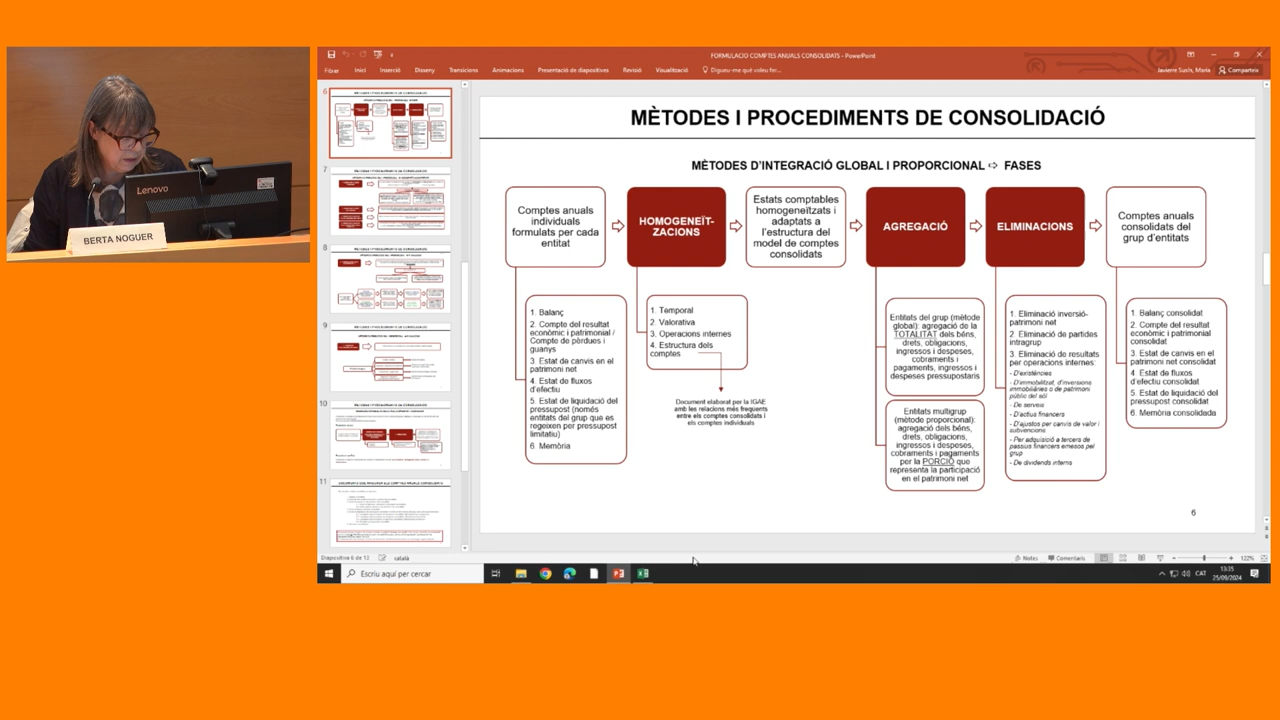 Lenovo
BERTA NOGUER
FORMULACIO COMPTES ANUALS CONSOLIDATS - PowerPoint
Fitxer Inici Inserció Disseny Transicions Animacions Presentació de diapositives Revisió Visualització Digueu-me què voleu fer... Javierre Susín, Maria Comparteix
6
7
8
9
10
11
MÈTODES I PROCEDIMENTS DE CONSOLIDACIÓ
MÈTODES D'INTEGRACIÓ GLOBAL I PROPORCIONAL ⇨ FASES
Comptes anuals
individuals
formulats per cada
entitat
HOMOGENEÏT-
ZACIONS
Estats comptables
homogeneïtzats i
adaptats a
l'estructura del
model de comptes
consolidats
AGREGACIÓ
ELIMINACIONS
Comptes anuals
consolidats del
grup d'entitats
1. Balanç
2. Compte del resultat
econòmic i patrimonial /
Compte de pèrdues i
guanys
3. Estat de canvis en el
patrimoni net
4. Estat de fluxos
d'efectiu
5. Estat de liquidació del
pressupost (només
entitats del grup que es
regeixen per pressupost
limitatiu)
6. Memòria
1. Temporal
2. Valorativa
3. Operacions internes
4. Estructura dels
comptes
Document elaborat per la IGAE
amb les relacions més freqüents
entre els comptes consolidats i
els comptes individuals
Entitats del grup (mètode
global): agregació de la
TOTALITAT dels béns,
drets, obligacions,
ingressos i despeses,
cobraments i
pagaments, ingressos i
despeses pressupostaris
Entitats multigrup
(mètode proporcional):
agregació dels béns,
drets, obligacions,
ingressos i despeses,
cobraments i pagaments
per la PORCIÓ que
representa la participació
en el patrimoni net
1. Eliminació inversió-
patrimoni net
2. Eliminació de partides
intragrup
3. Eliminació de resultats
per operacions internes:
- D'existències
- D'immobilitzat, d'inversions
immobiliàries o de patrimoni
públic del sòl
- De serveis
- D'actius financers
- D'ajustos per canvis de valor i
subvencions
- Per adquisició a tercers de
passius financers emesos pel
grup
- De dividends interns
1. Balanç consolidat
2. Compte del resultat
econòmic i patrimonial
consolidat
3. Estat de canvis en el
patrimoni net consolidat
4. Estat de fluxos
d'efectiu consolidat
5. Estat de liquidació del
pressupost consolidat
6. Memòria consolidada
6
Diapositiva 6 de 13 català Notes Comentaris 122%
Escriu aquí per cercar
CAT
13:35
25/09/2024